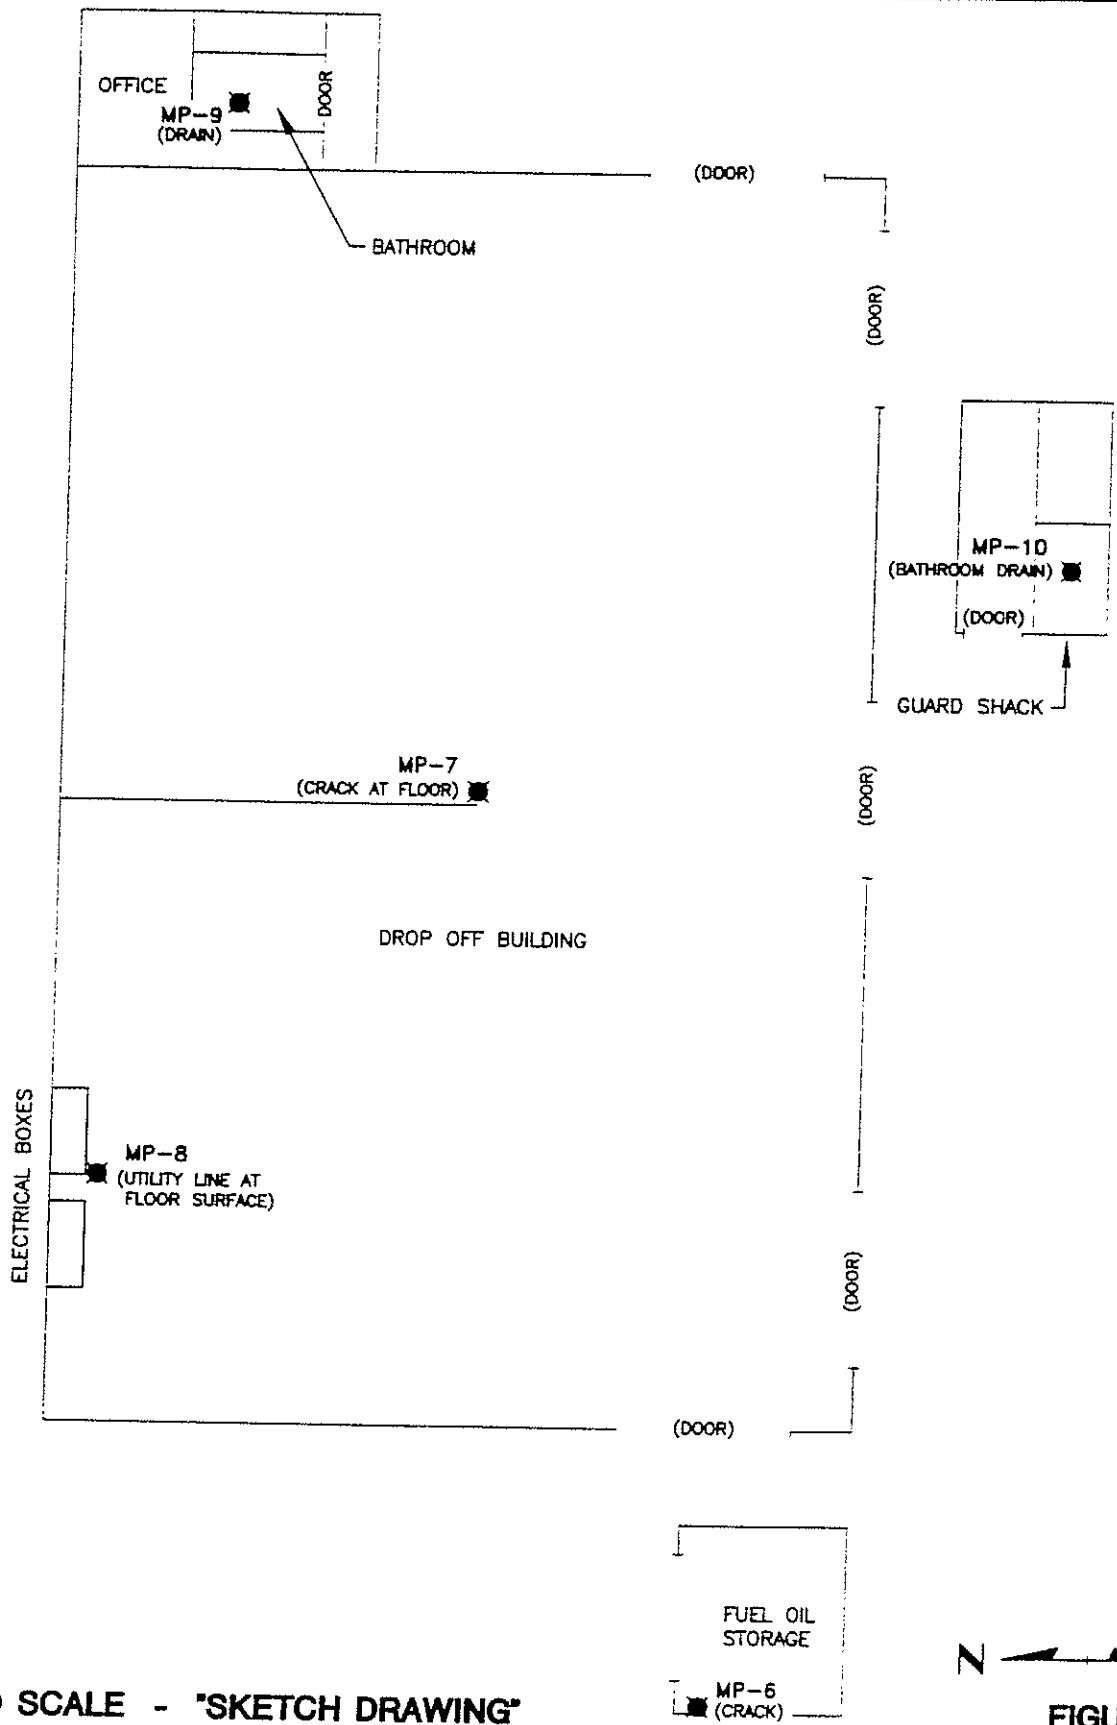 OFFICE
DOOR
MP-9
(DRAIN)
(DOOR)
BATHROOM
(DOOR)
MP-10
(BATHROOM DRAIN)
(DOOR)
GUARD SHACK
MP-7
(CRACK AT FLOOR)
(DOOR)
DROP OFF BUILDING
ELECTRICAL BOXES
MP-8
(UTILITY LINE AT
FLOOR SURFACE)
(DOOR)
(DOOR)
FUEL OIL
STORAGE
N
MP-6
(CRACK)
SCALE - "SKETCH DRAWING"